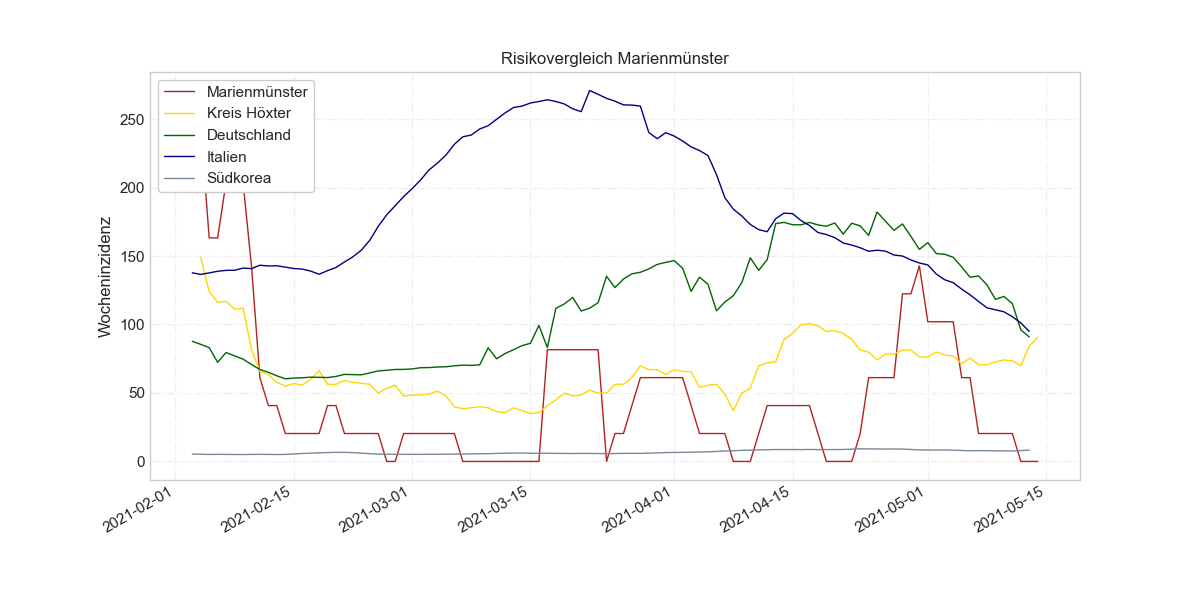 Risikovergleich Marienmünster
Marienmünster
Kreis Höxter
Deutschland
Italien
Südkorea
Wocheninzidenz
250
200
150
100
50
0
2021-02-01
2021-02-15
2021-03-01
2021-03-15
2021-04-01
2021-04-15
2021-05-01
2021-05-15